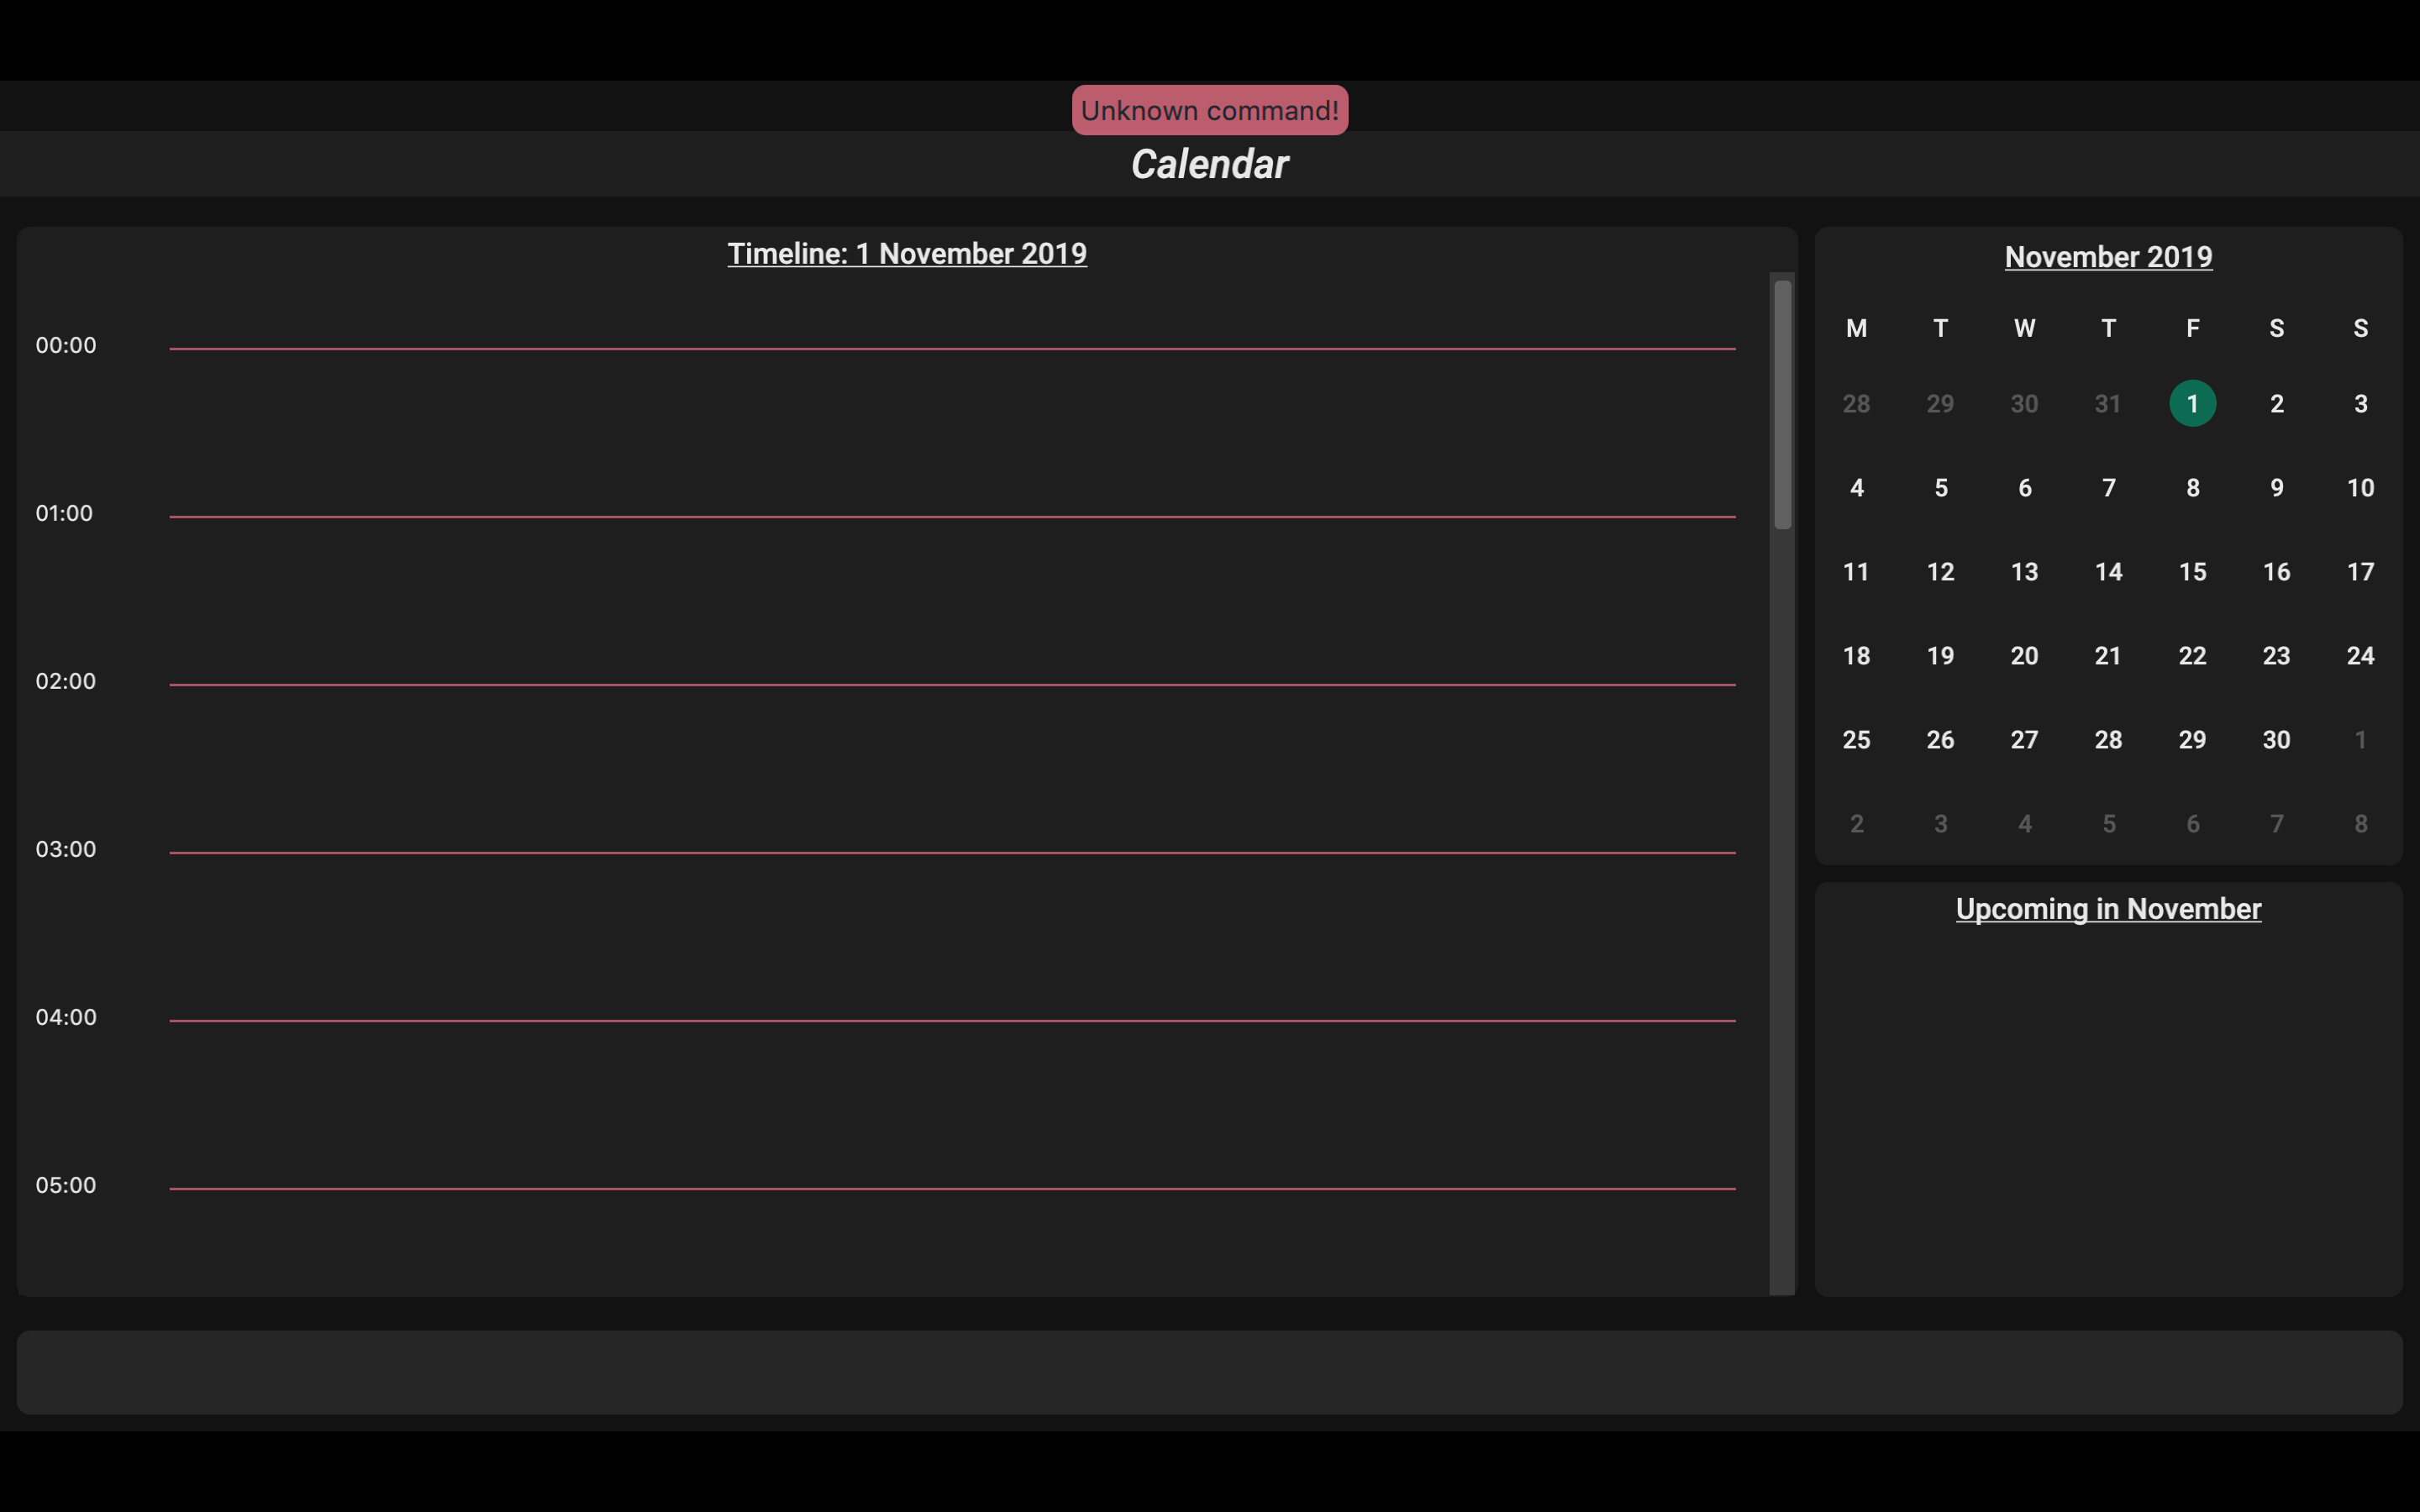 Unknown command!
Calendar
Timeline: 1 November 2019
00:00
01:00
02:00
03:00
04:00
05:00
November 2019
M T W T F S S
28 29 30 31 1 2 3
4 5 6 7 8 9 10
11 12 13 14 15 16 17
18 19 20 21 22 23 24
25 26 27 28 29 30 1
2 3 4 5 6 7 8
Upcoming in November